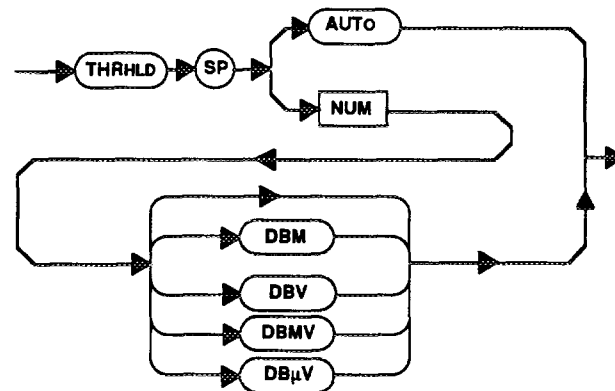 AUTO
THRHLD SP
NUM
DBM
DBV
DBMV
DBμV